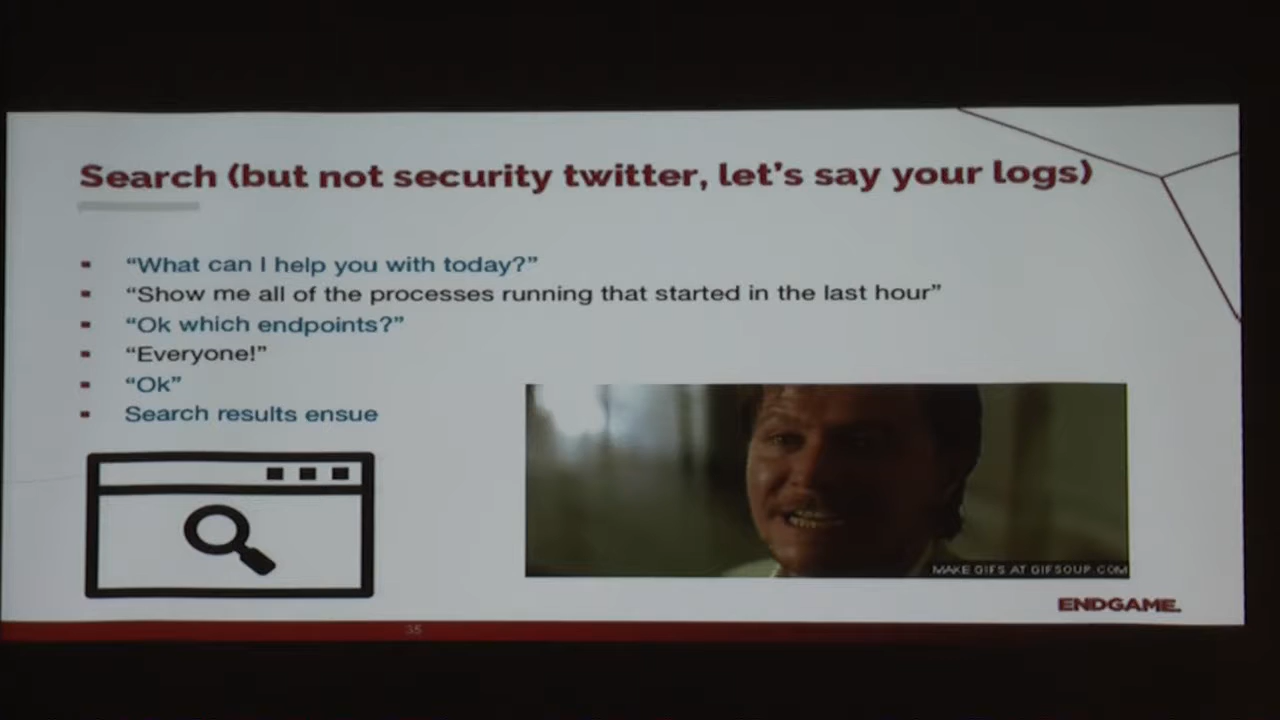 Search (but not security twitter, let's say your logs)
“What can I help you with today?”
“Show me all of the processes running that started in the last hour”
“Ok which endpoints?”
“Everyone!”
“Ok”
Search results ensue
MAKE GIFS AT GIFSOUP.COM
ENDGAME.
35